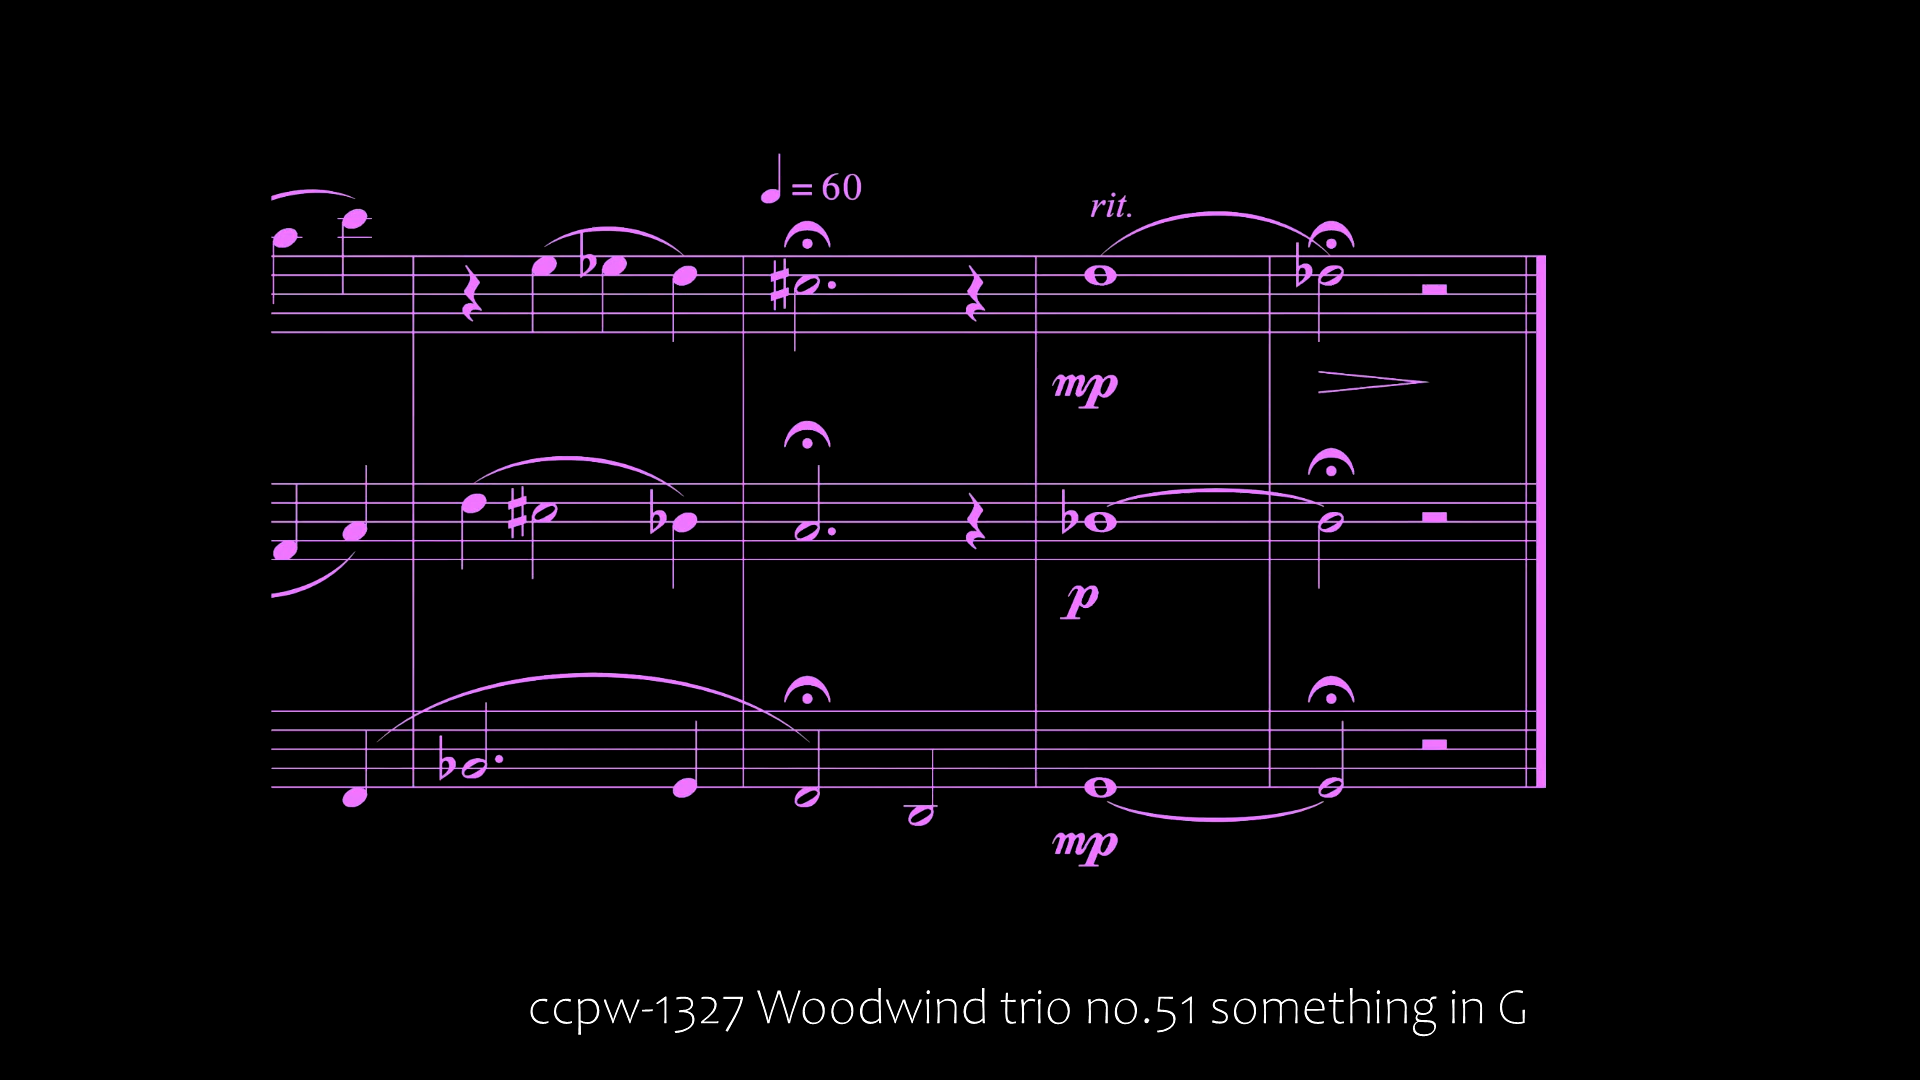 ♩ = 60
rit.
mp
p
mp
ccpw-1327 Woodwind trio no.51 something in G